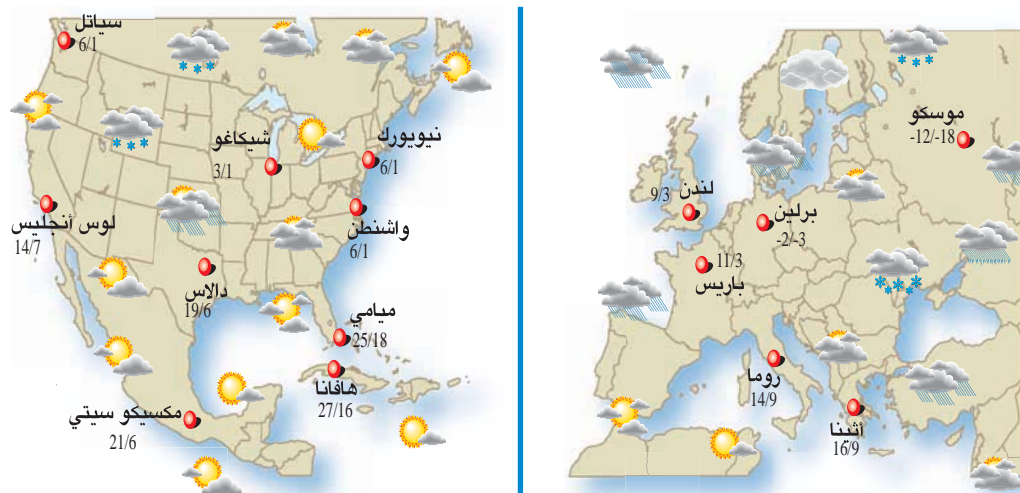 سياتل
6/1
شيكاغو
3/1
نيويورك
6/1
لوس أنجليس
14/7
واشنطن
6/1
دالاس
19/6
ميامي
25/18
هافانا
27/16
مكسيكو سيتي
21/6
موسكو
-12/-18
لندن
9/3
برلين
-2/-3
11/3
باريس
روما
14/9
أثينا
16/9